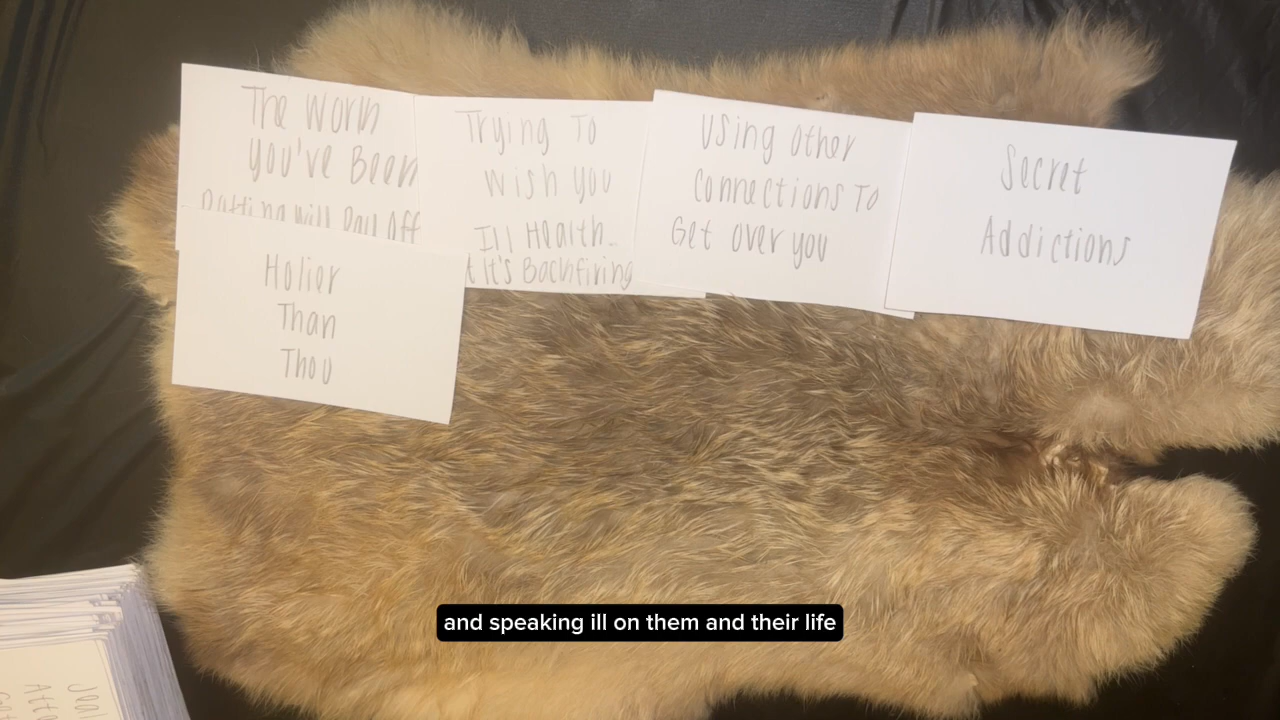 The Work
You've Been
Putting Will Pay Off
Trying To
Wish You
Ill Health
It's Backfiring
Using Other
Connections To
Get Over You
Secret
Addictions
Holier
Than
Thou
and speaking ill on them and their life